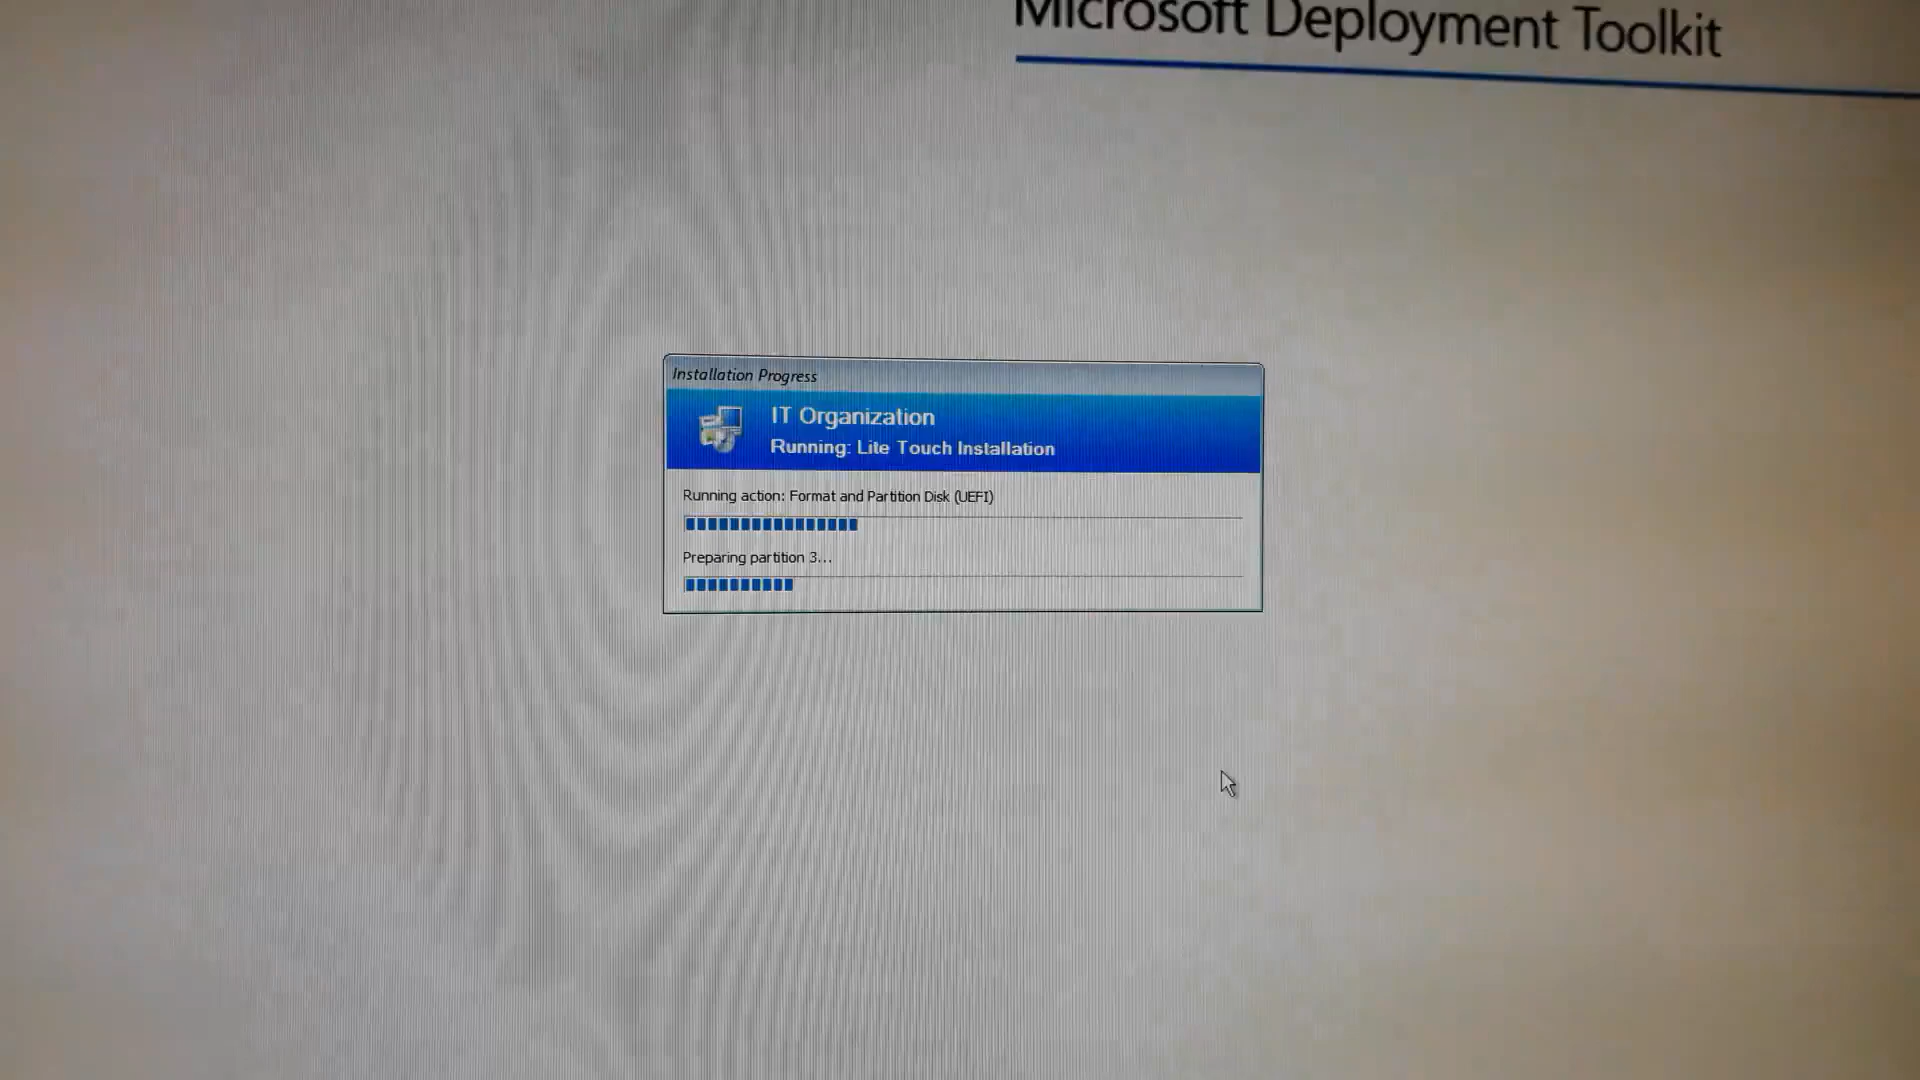 Microsoft Deployment Toolkit
Installation Progress
IT Organization
Running: Lite Touch Installation
Running action: Format and Partition Disk (UEFI)
Preparing partition 3...